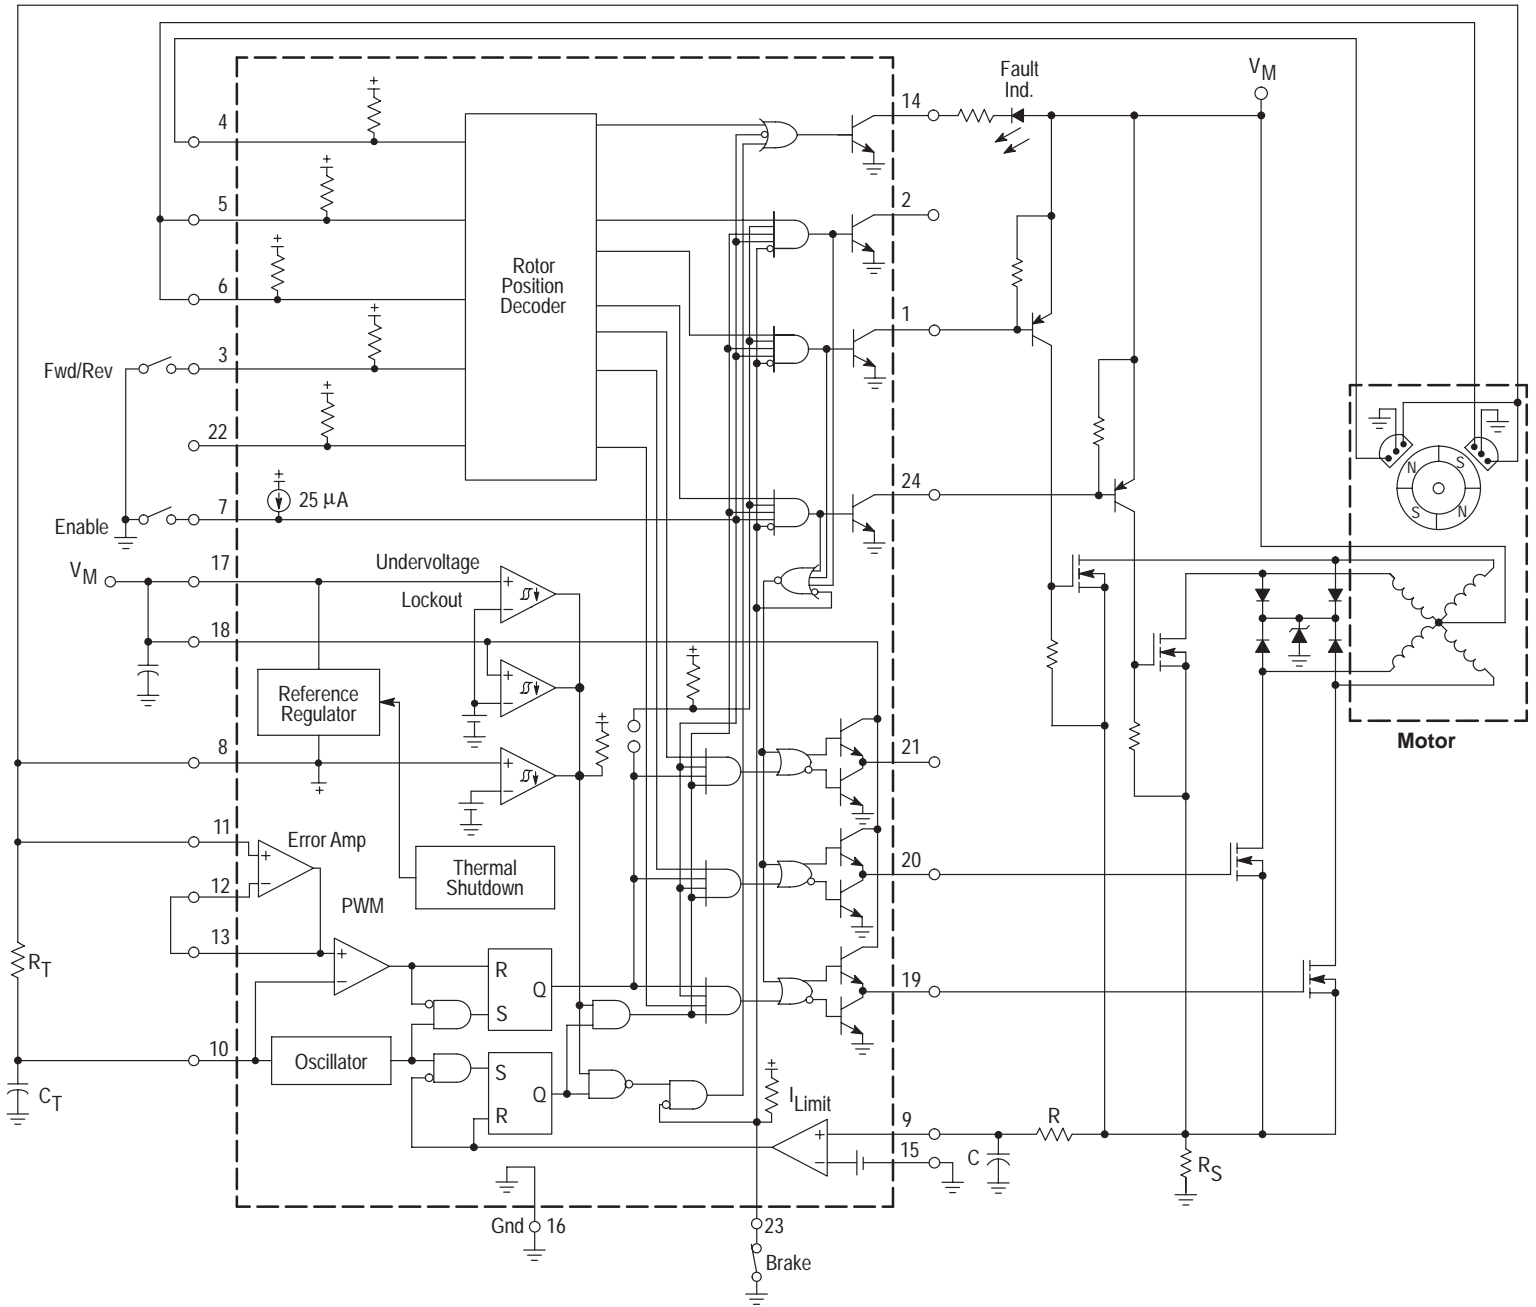 Fault
Ind.
V_M
14
4
2
5
Rotor
Position
Decoder
6
1
3
Fwd/Rev
22
24
N
S
S
N
25 μA
7
Enable
17
V_M
Undervoltage
Lockout
18
Reference
Regulator
Motor
21
8
11
Error Amp
20
Thermal
Shutdown
12
PWM
13
R_T
R
Q
S
19
10
Oscillator
C_T
S
Q
R
I_Limit
9
R
15
C
R_S
Gnd
16
23
Brake